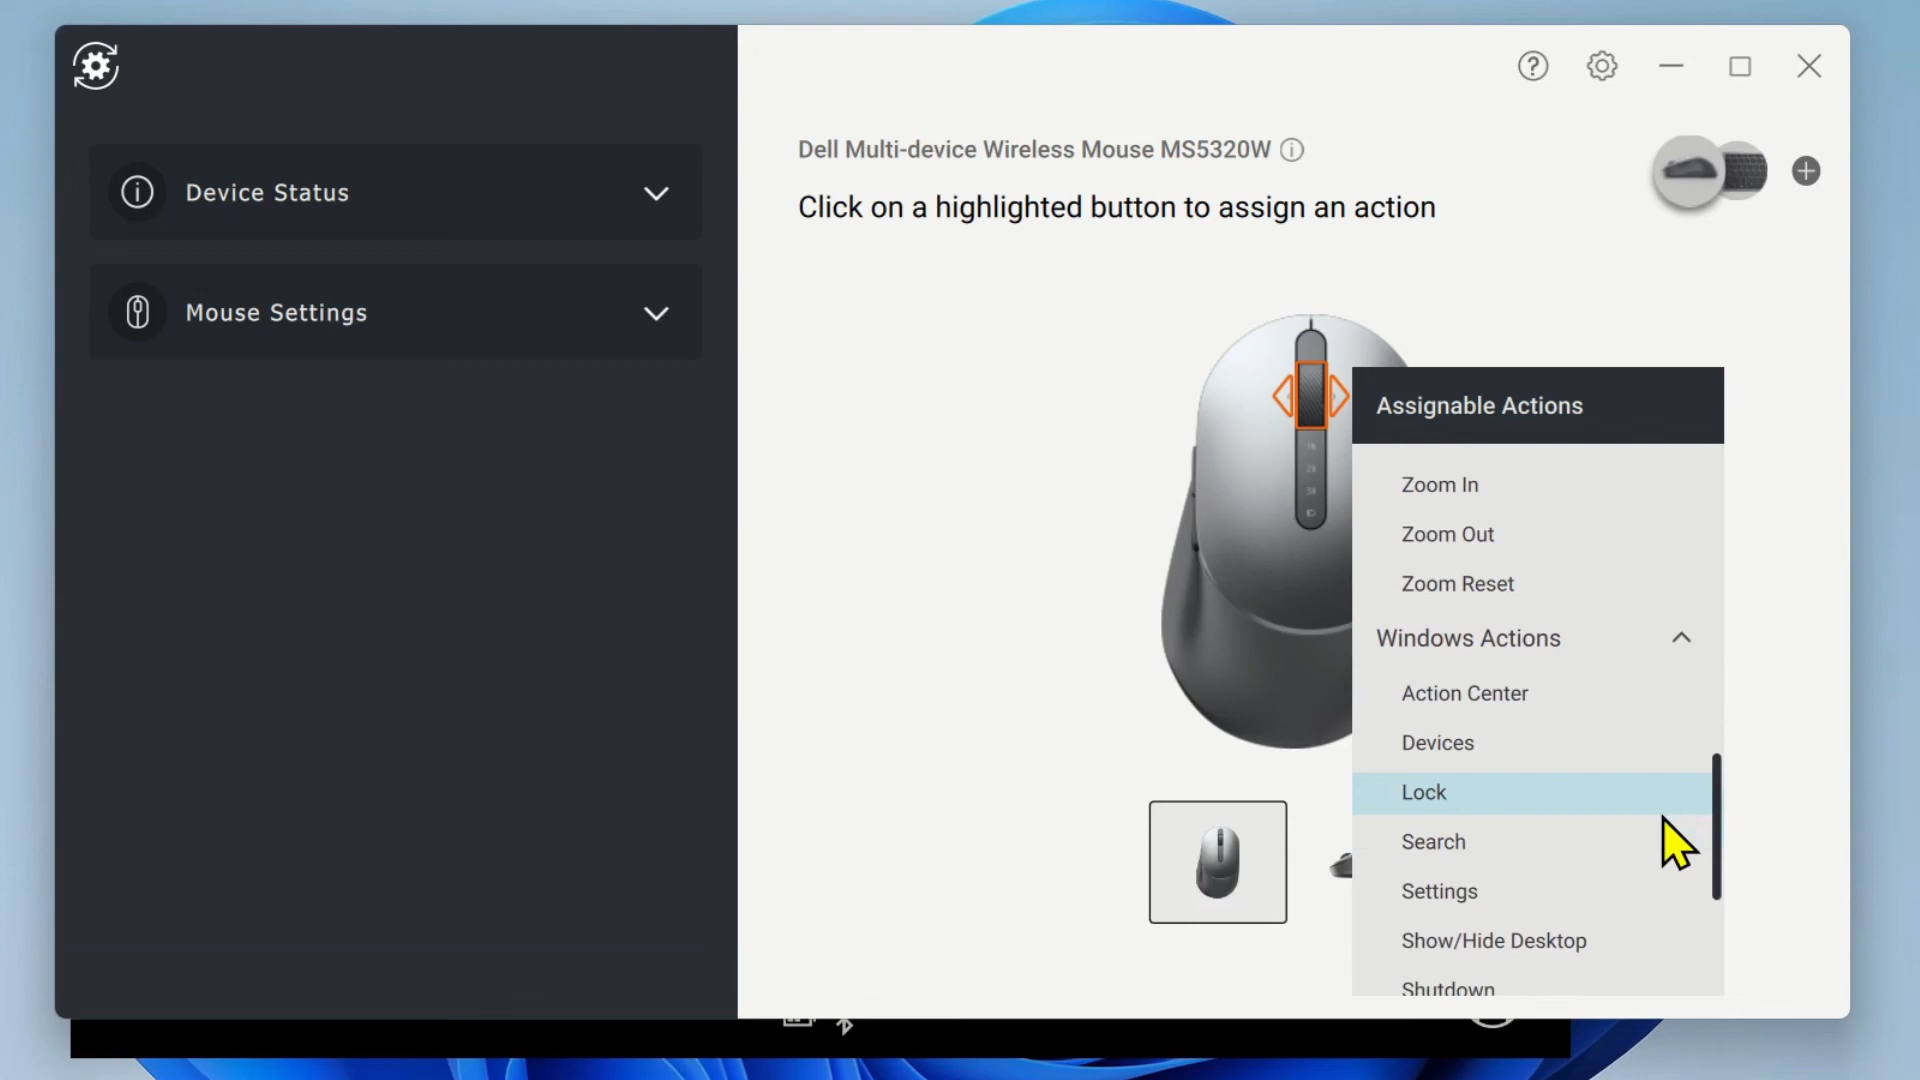 Device Status
Mouse Settings
Dell Multi-device Wireless Mouse MS5320W
Click on a highlighted button to assign an action
Assignable Actions
Zoom In
Zoom Out
Zoom Reset
Windows Actions
Action Center
Devices
Lock
Search
Settings
Show/Hide Desktop
Shutdown